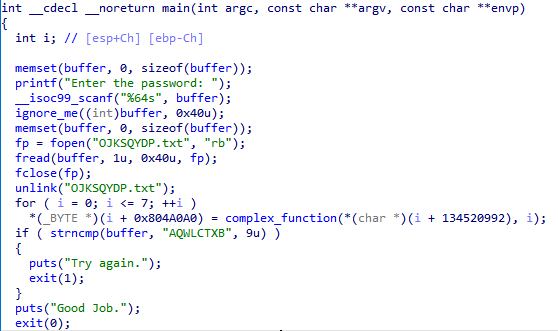 int __cdecl __noreturn main(int argc, const char **argv, const char **envp)
{
  int i; // [esp+Ch] [ebp-Ch]

  memset(buffer, 0, sizeof(buffer));
  printf("Enter the password: ");
  __isoc99_scanf("%64s", buffer);
  ignore_me((int)buffer, 0x40u);
  memset(buffer, 0, sizeof(buffer));
  fp = fopen("OJKSQYDP.txt", "rb");
  fread(buffer, 1u, 0x40u, fp);
  fclose(fp);
  unlink("OJKSQYDP.txt");
  for ( i = 0; i <= 7; ++i )
    *(_BYTE *)(i + 0x804A0A0) = complex_function(*(char *)(i + 134520992), i);
  if ( strncmp(buffer, "AQWLCTXB", 9u) )
  {
    puts("Try again.");
    exit(1);
  }
  puts("Good Job.");
  exit(0);